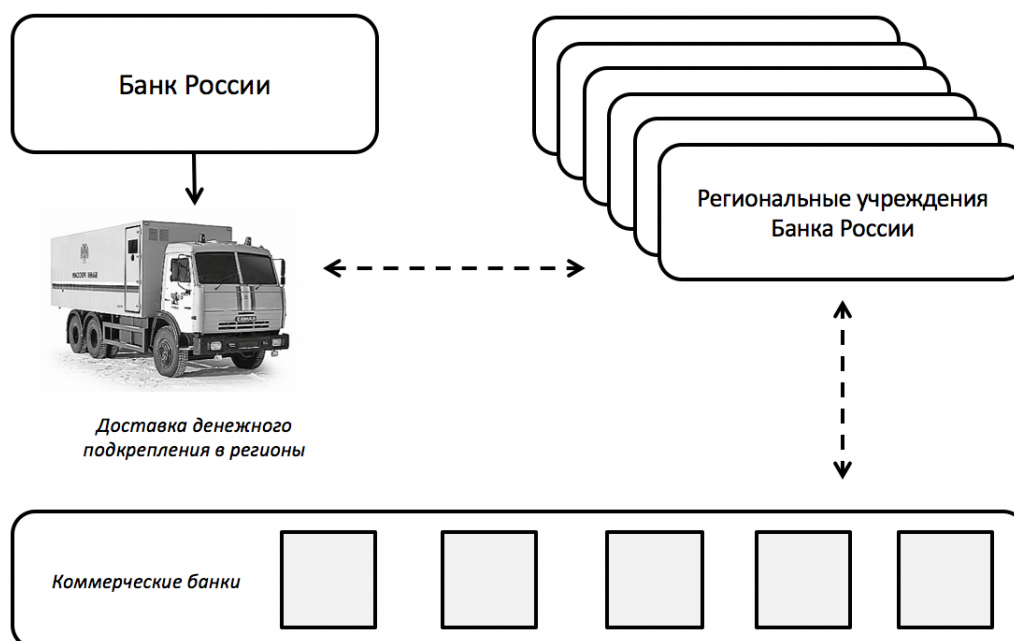 Банк России
Региональные учреждения
Банка России
Доставка денежного
подкрепления в регионы
Коммерческие банки